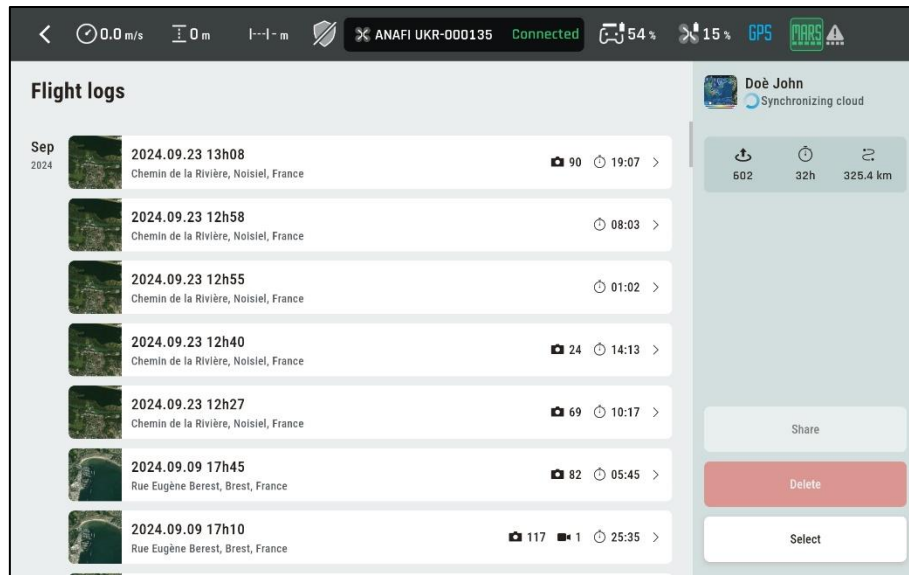 0.0 m/s 0 m - m ANAFI UKR-000135 Connected 54 % 15 % GPS MARS
Flight logs
Doè John
Synchronizing cloud
602 32h 325.4 km
Sep
2024
2024.09.23 13h08
Chemin de la Rivière, Noisiel, France
90 19:07
2024.09.23 12h58
Chemin de la Rivière, Noisiel, France
08:03
2024.09.23 12h55
Chemin de la Rivière, Noisiel, France
01:02
2024.09.23 12h40
Chemin de la Rivière, Noisiel, France
24 14:13
2024.09.23 12h27
Chemin de la Rivière, Noisiel, France
69 10:17
2024.09.09 17h45
Rue Eugène Berest, Brest, France
82 05:45
2024.09.09 17h10
Rue Eugène Berest, Brest, France
117 1 25:35
Share
Delete
Select